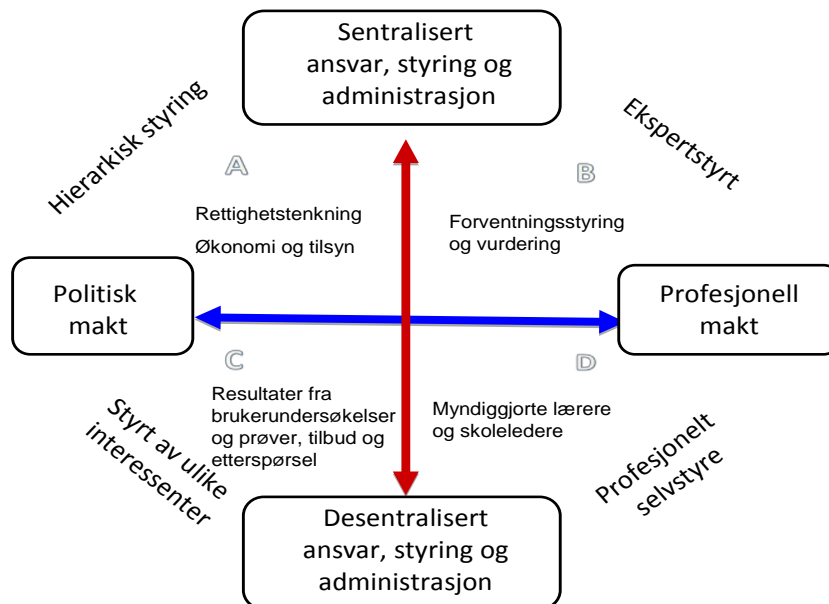 Sentralisert
ansvar, styring og
administrasjon
Hierarkisk styring
Ekspertstyrt
A
B
Rettighetstenkning
Økonomi og tilsyn
Forventningsstyring
og vurdering
Politisk
makt
Profesjonell
makt
C
D
Resultater fra
brukerundersøkelser
og prøver, tilbud og
etterspørsel
Myndiggjorte lærere
og skoleledere
Styrt av ulike
interessenter
Profesjonelt
selvstyre
Desentralisert
ansvar, styring og
administrasjon